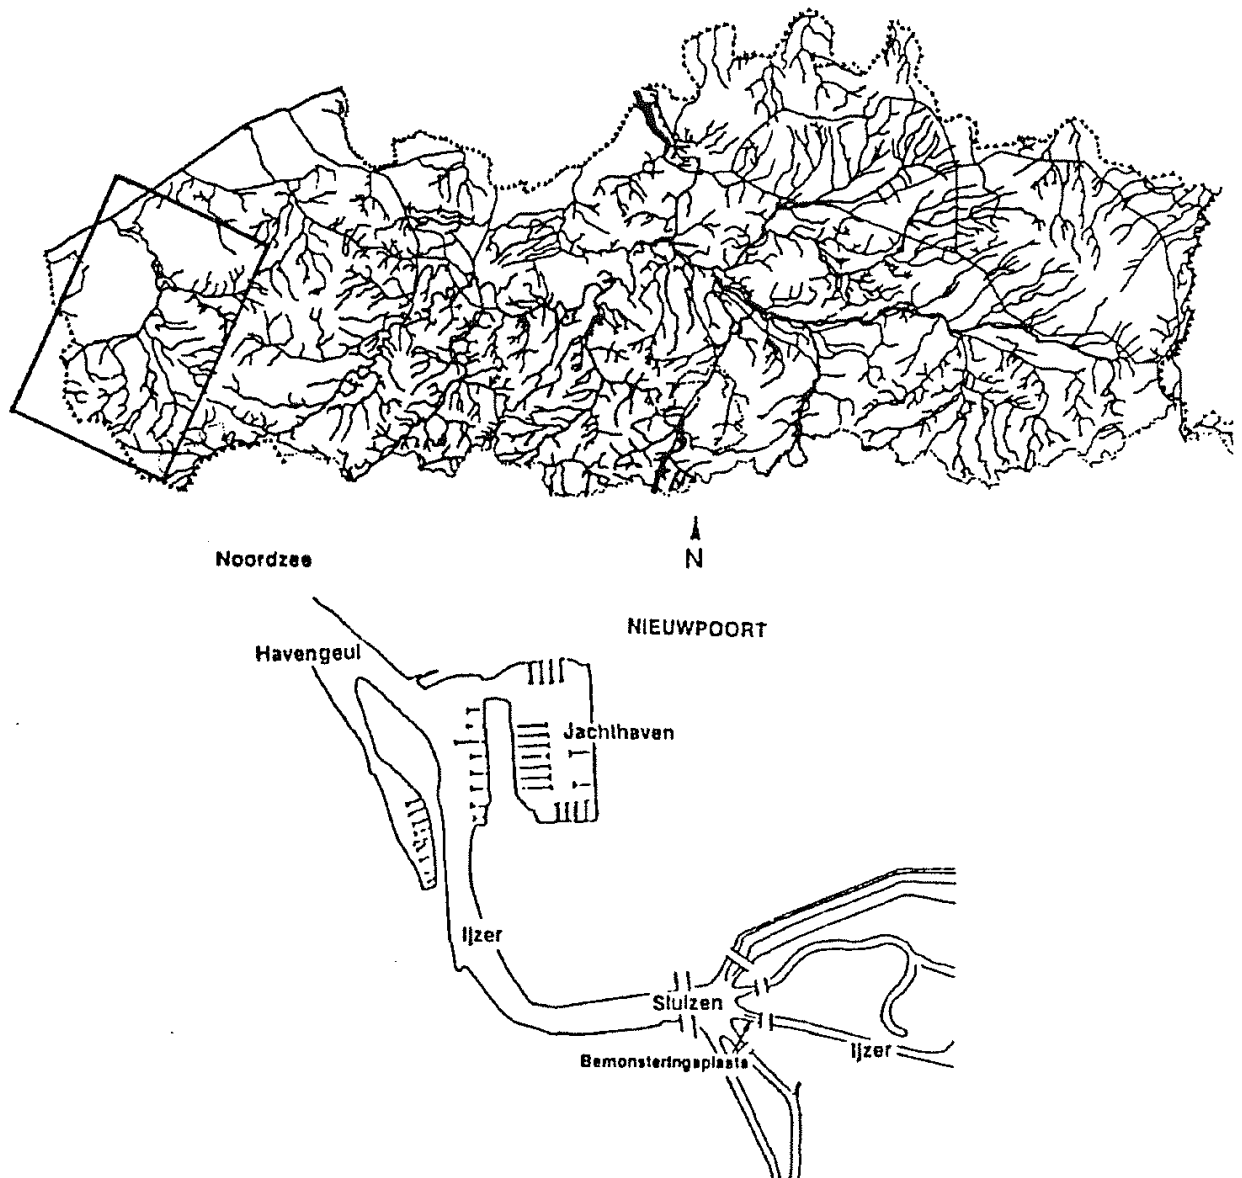 N
Noordzee
NIEUWPOORT
Havengeul
Jachthaven
Ijzer
Sluizen
Ijzer
Bemonsteringsplaats